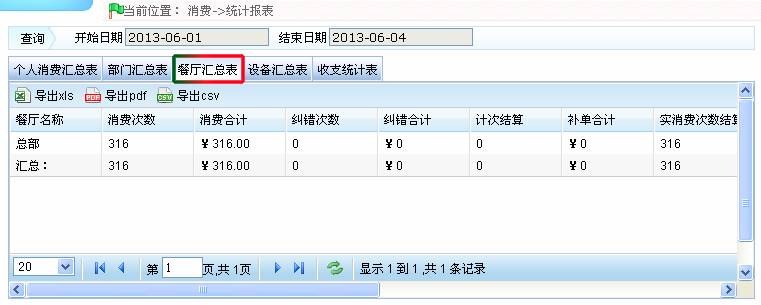 当前位置： 消费->统计报表
查询 开始日期 2013-06-01 结束日期 2013-06-04
个人消费汇总表 部门汇总表 餐厅汇总表 设备汇总表 收支统计表
导出xls 导出pdf 导出csv
餐厅名称 消费次数 消费合计 纠错次数 纠错合计 计次结算 补单合计 实消费次数结算
总部 316 ¥ 316.00 0 ¥ 0 0 ¥ 0 316
汇总： 316 ¥ 316.00 0 ¥ 0 0 ¥ 0 316
20 第 1 页,共 1页 显示 1 到 1 ,共 1 条记录